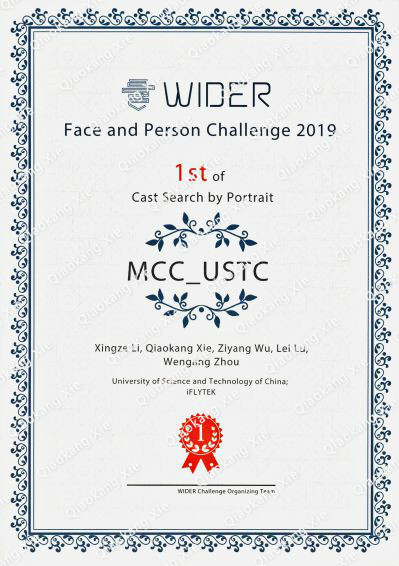 WIDER
Face and Person Challenge 2019
1st of
Cast Search by Portrait
MCC_USTC
Xingze Li, Qiaokang Xie, Ziyang Wu, Lei Lu,
Wengang Zhou
University of Science and Technology of China;
iFLYTEK
1
WIDER Challenge Organizing Team
Qiaokang Xie